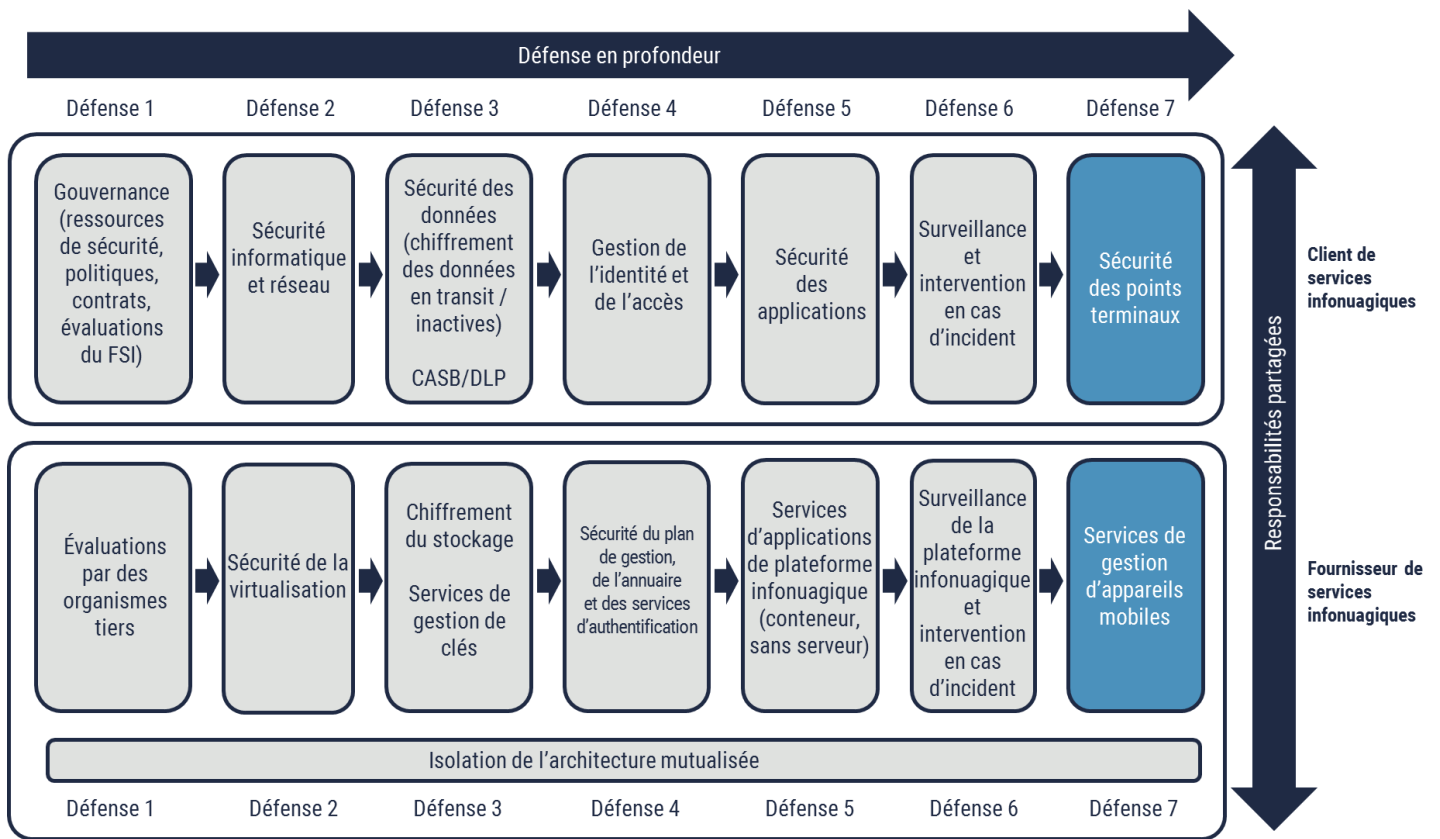 Défense en profondeur
Défense 1
Défense 2
Défense 3
Défense 4
Défense 5
Défense 6
Défense 7
Gouvernance
(ressources
de sécurité,
politiques,
contrats,
évaluations
du FSI)
Sécurité
informatique
et réseau
Sécurité des
données
(chiffrement
des données
en transit /
inactives)
CASB/DLP
Gestion de
l’identité et
de l’accès
Sécurité
des
applications
Surveillance
et
intervention
en cas
d’incident
Sécurité
des points
terminaux
Client de
services
infonuagiques
Responsabilités partagées
Évaluations
par des
organismes
tiers
Sécurité de la
virtualisation
Chiffrement
du stockage
Services de
gestion de
clés
Sécurité du plan
de gestion,
de l’annuaire
et des services
d’authentification
Services
d’applications
de plateforme
infonuagique
(conteneur,
sans serveur)
Surveillance
de la
plateforme
infonuagique
et
intervention
en cas
d’incident
Services de
gestion
d’appareils
mobiles
Fournisseur de
services
infonuagiques
Isolation de l’architecture mutualisée
Défense 1
Défense 2
Défense 3
Défense 4
Défense 5
Défense 6
Défense 7